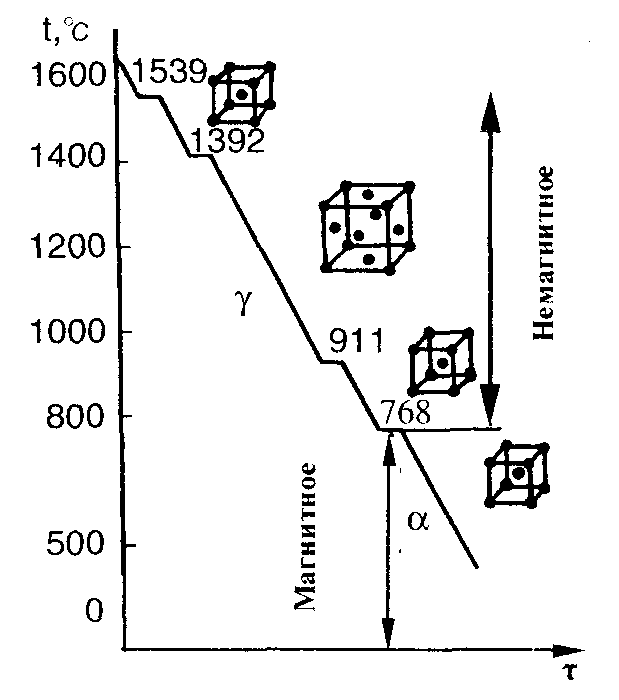 t,°C
1600
1539
1392
1400
1200
γ
1000
911
800
768
Немагнитное
Магнитное
α
500
0
τ